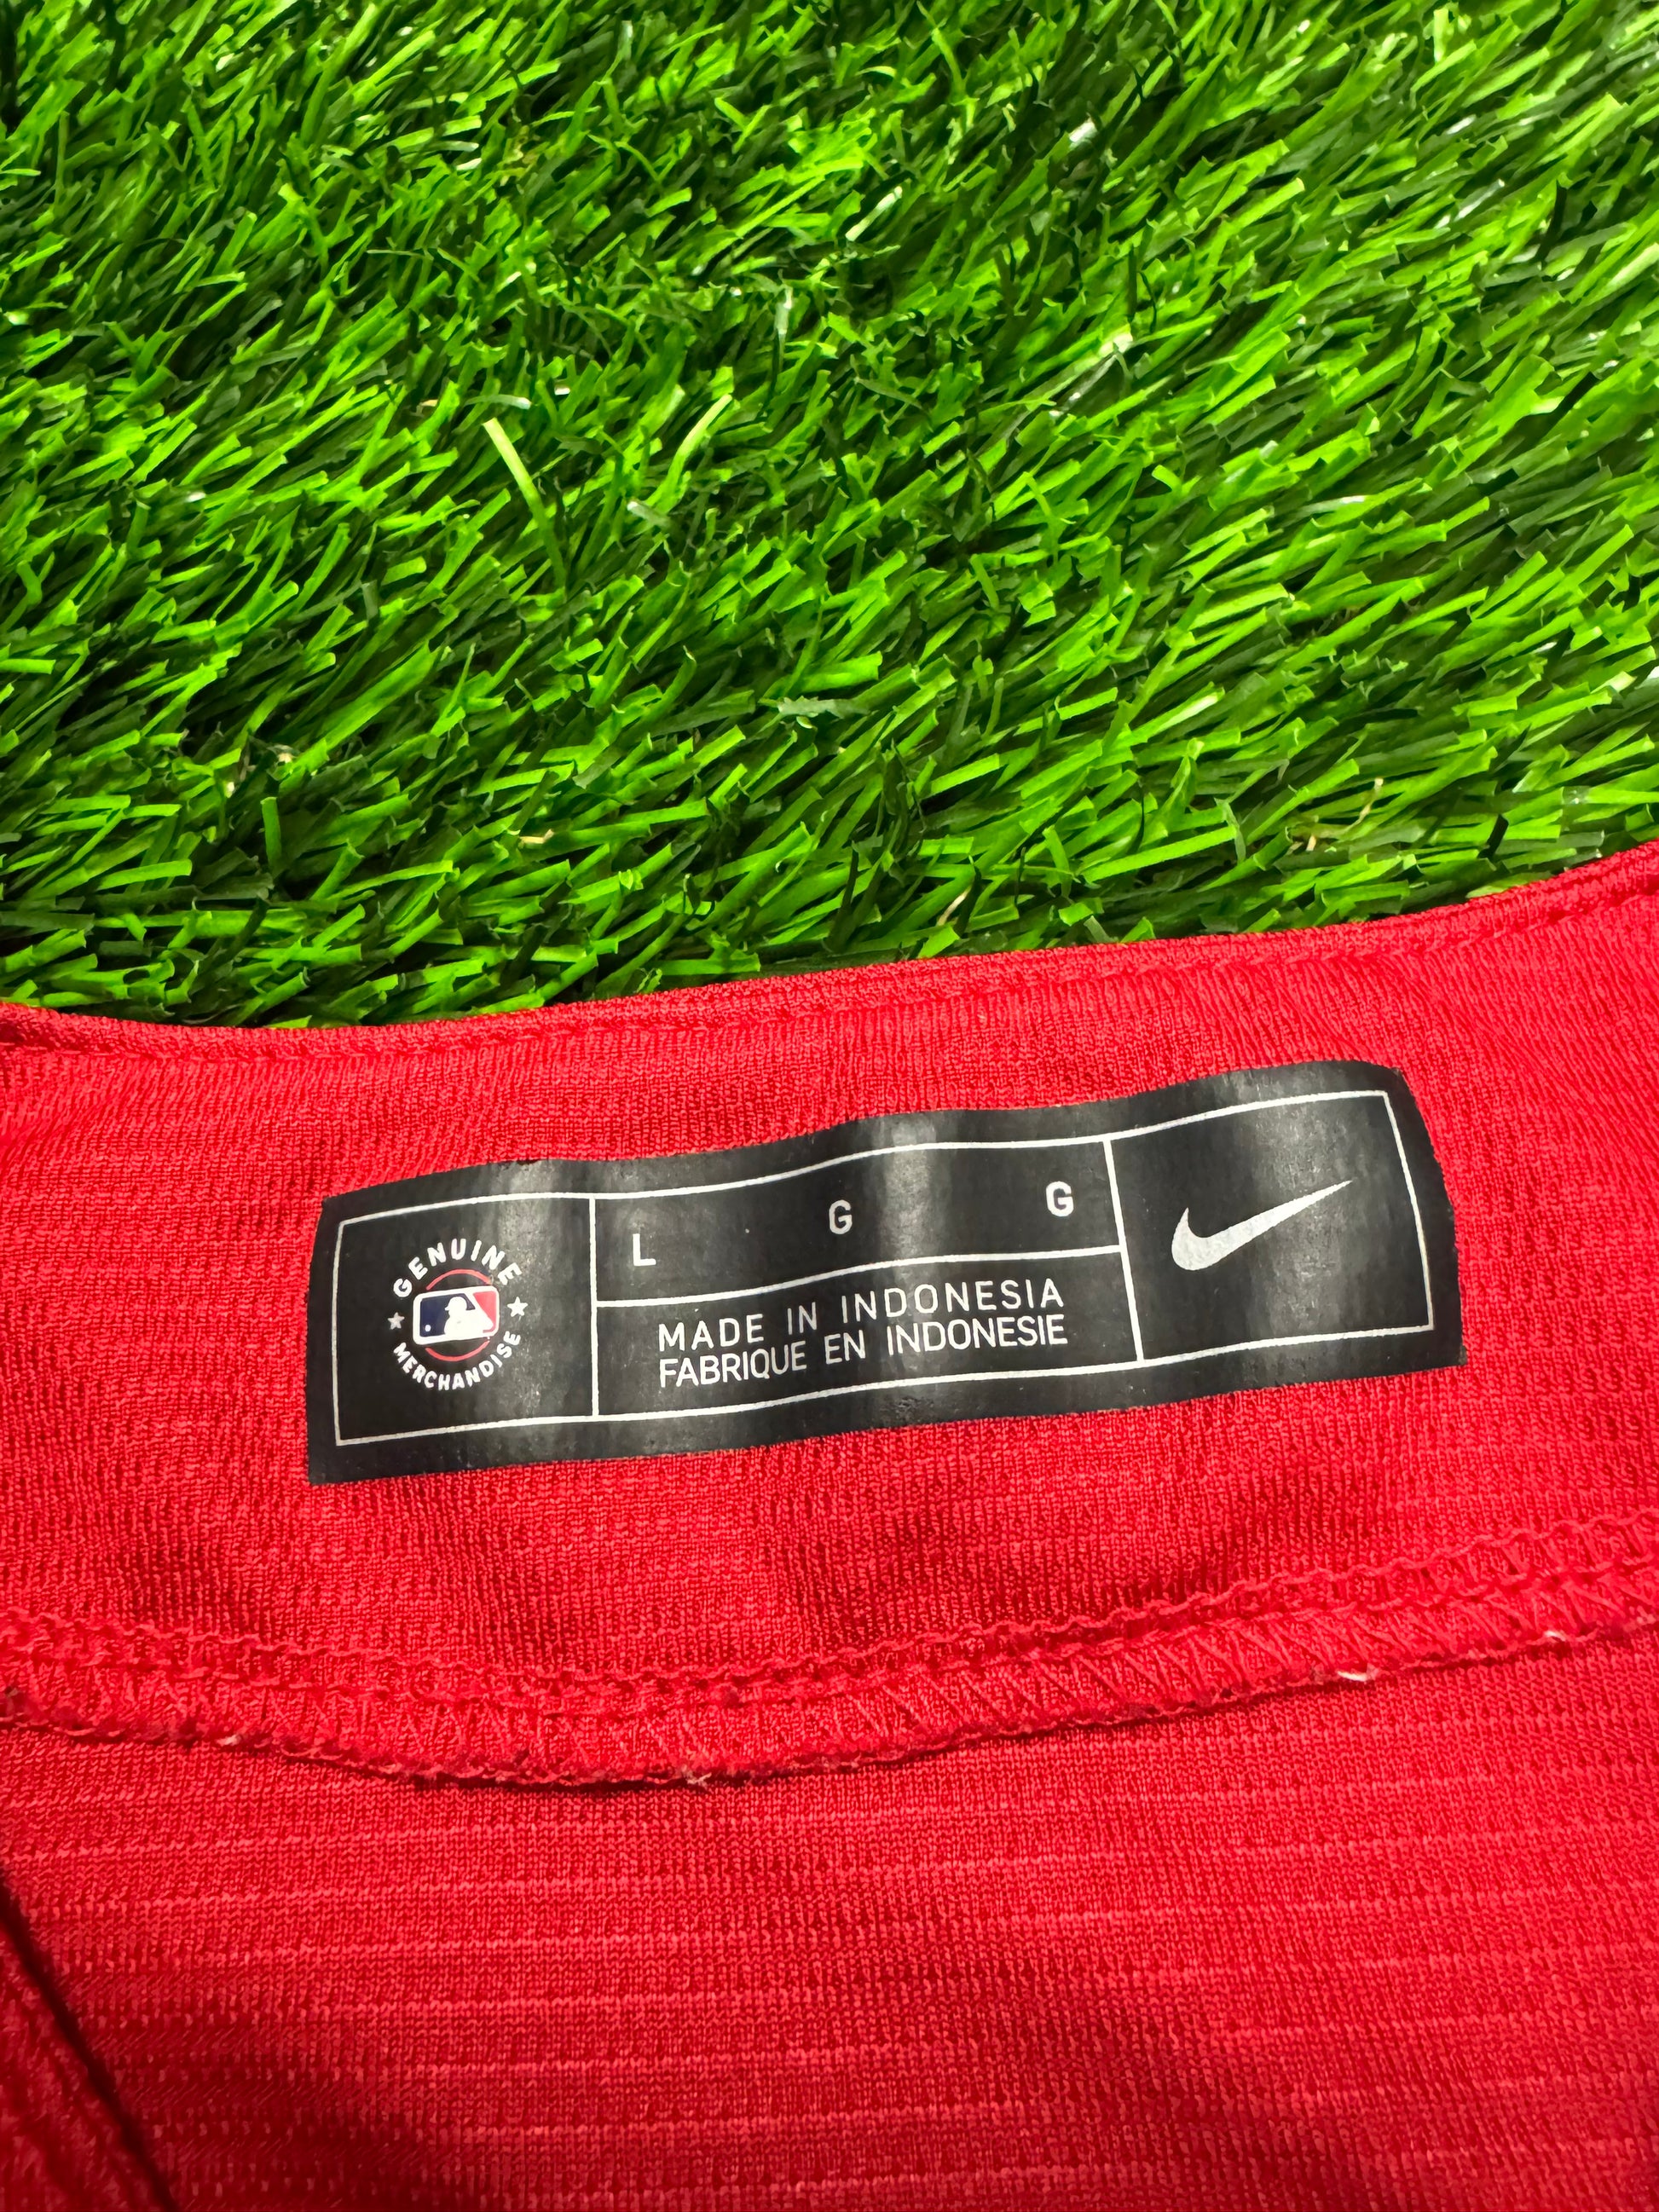 GENUINE
MERCHANDISE
L G G
MADE IN INDONESIA
FABRIQUE EN INDONESIE